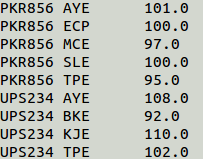 PKR856 AYE 101.0
PKR856 ECP 100.0
PKR856 MCE 97.0
PKR856 SLE 100.0
PKR856 TPE 95.0
UPS234 AYE 108.0
UPS234 BKE 92.0
UPS234 KJE 110.0
UPS234 TPE 102.0